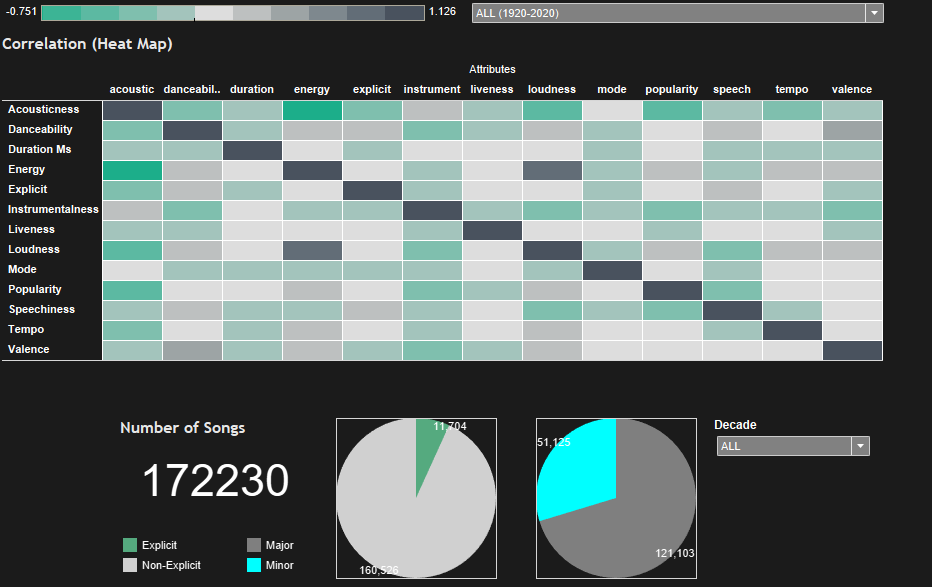 -0.751 1.126 ALL (1920-2020)
Correlation (Heat Map)
Attributes
acoustic danceabil.. duration energy explicit instrument liveness loudness mode popularity speech tempo valence
Acousticness
Danceability
Duration Ms
Energy
Explicit
Instrumentalness
Liveness
Loudness
Mode
Popularity
Speechiness
Tempo
Valence
Number of Songs
172230
Explicit Major
Non-Explicit Minor
11,704
160,526
51,125
121,103
Decade
ALL